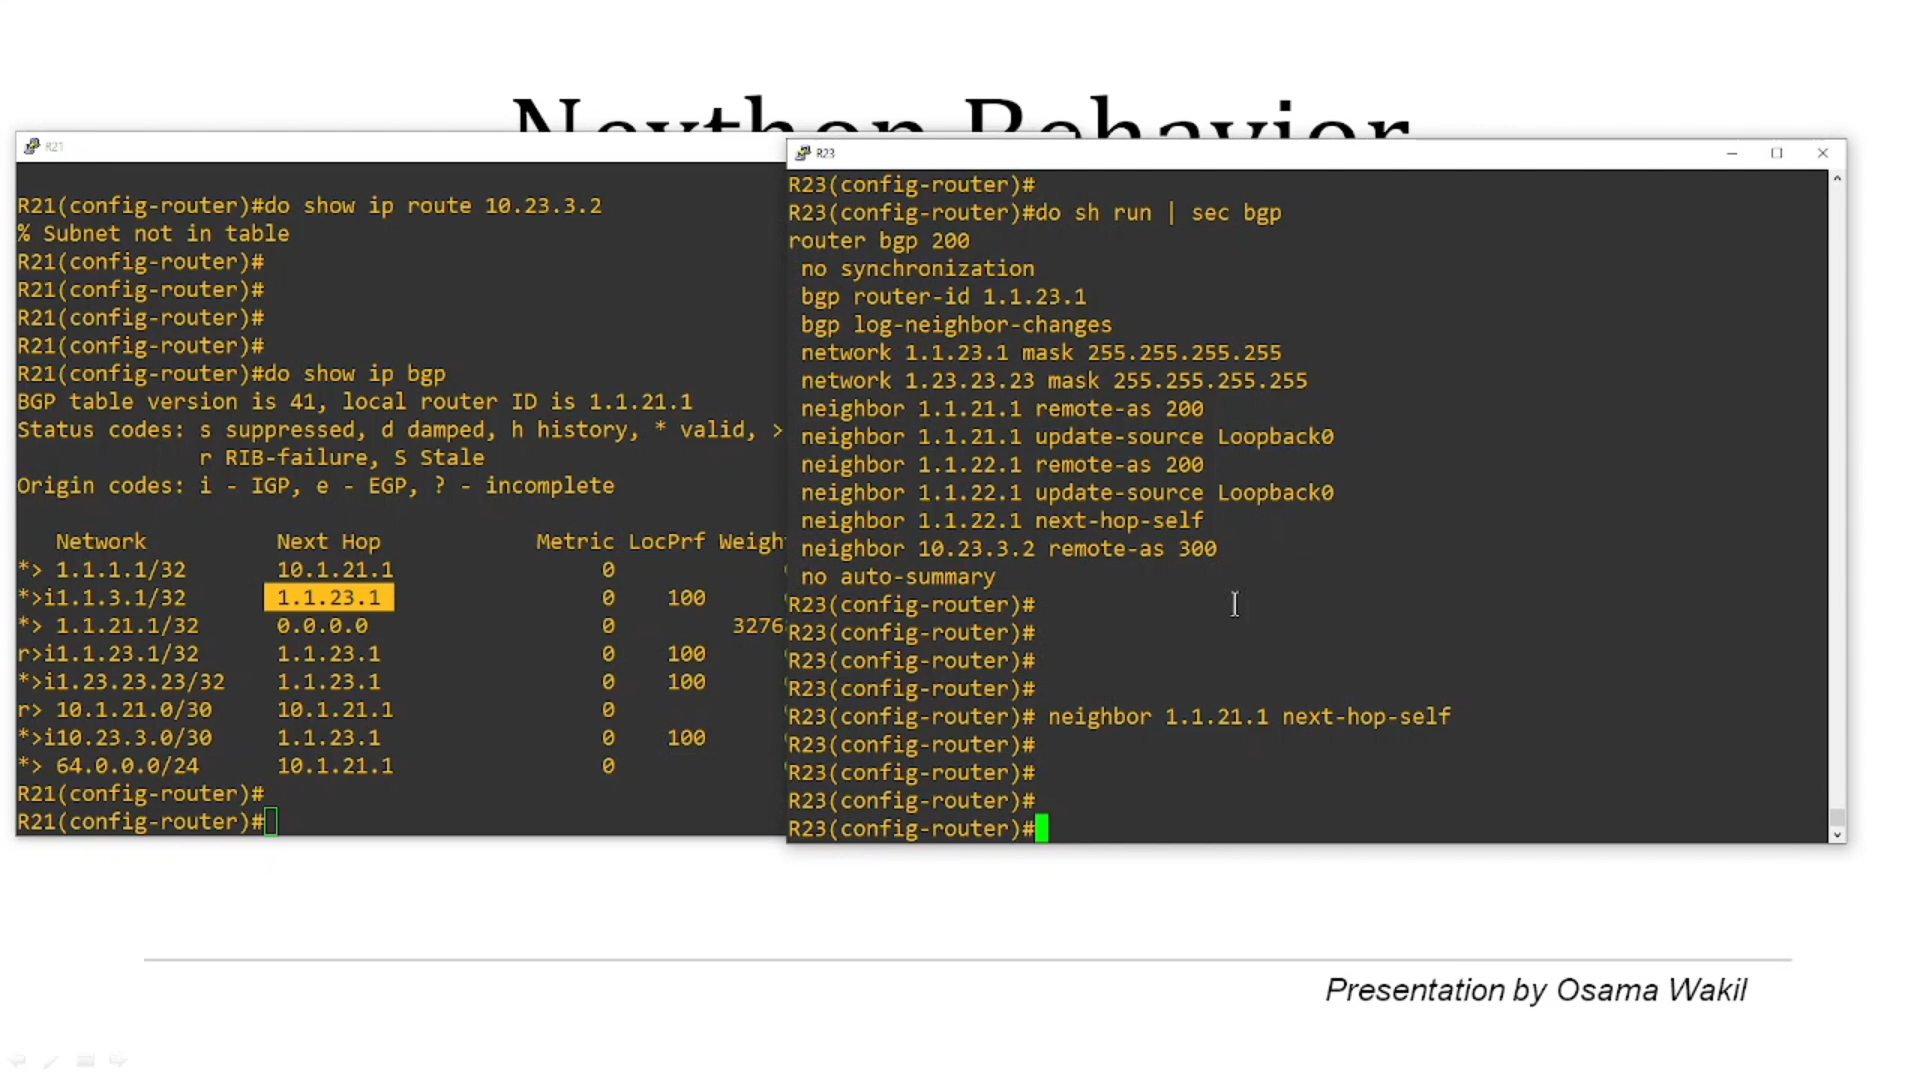 Nexthop Behavior
R21
R21(config-router)#do show ip route 10.23.3.2
% Subnet not in table
R21(config-router)#
R21(config-router)#
R21(config-router)#
R21(config-router)#
R21(config-router)#do show ip bgp
BGP table version is 41, local router ID is 1.1.21.1
Status codes: s suppressed, d damped, h history, * valid, >
r RIB-failure, S Stale
Origin codes: i - IGP, e - EGP, ? - incomplete
Network Next Hop Metric LocPrf Weigh
*> 1.1.1.1/32 10.1.21.1 0
*>i1.1.3.1/32 1.1.23.1 0 100
*> 1.1.21.1/32 0.0.0.0 0 3276
r>i1.1.23.1/32 1.1.23.1 0 100
*>i1.23.23.23/32 1.1.23.1 0 100
r> 10.1.21.0/30 10.1.21.1 0
*>i10.23.3.0/30 1.1.23.1 0 100
*> 64.0.0.0/24 10.1.21.1 0
R21(config-router)#
R21(config-router)#
R23
R23(config-router)#
R23(config-router)#do sh run | sec bgp
router bgp 200
no synchronization
bgp router-id 1.1.23.1
bgp log-neighbor-changes
network 1.1.23.1 mask 255.255.255.255
network 1.23.23.23 mask 255.255.255.255
neighbor 1.1.21.1 remote-as 200
neighbor 1.1.21.1 update-source Loopback0
neighbor 1.1.22.1 remote-as 200
neighbor 1.1.22.1 update-source Loopback0
neighbor 1.1.22.1 next-hop-self
neighbor 10.23.3.2 remote-as 300
no auto-summary
R23(config-router)#
R23(config-router)#
R23(config-router)#
R23(config-router)#
R23(config-router)# neighbor 1.1.21.1 next-hop-self
R23(config-router)#
R23(config-router)#
R23(config-router)#
R23(config-router)#
Presentation by Osama Wakil